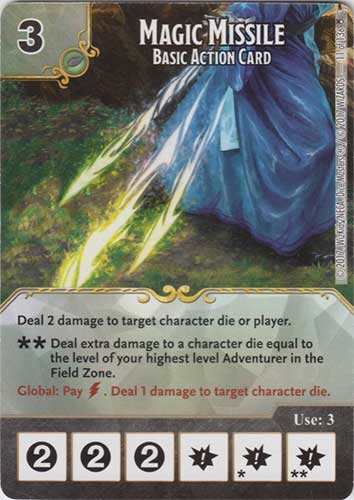 3
MAGIC MISSILE
BASIC ACTION CARD
Deal 2 damage to target character die or player.
** Deal extra damage to a character die equal to
the level of your highest level Adventurer in the
Field Zone.
Global: Pay . Deal 1 damage to target character die.
Use: 3
2 2 2 ! ! !
* **